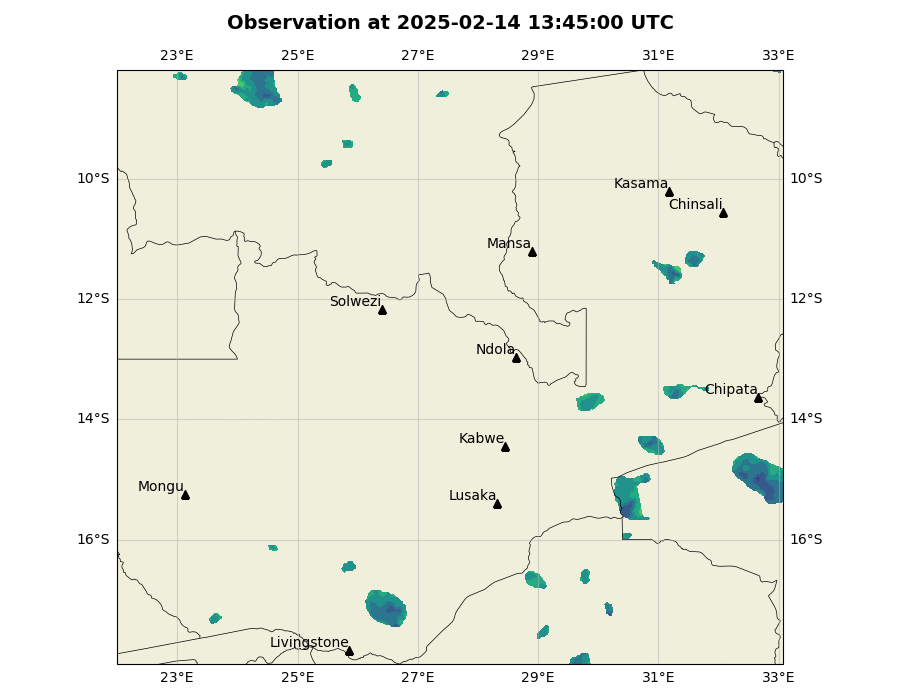 Observation at 2025-02-14 13:45:00 UTC
23°E 25°E 27°E 29°E 31°E 33°E
10°S 10°S
Kasama
Chinsali
Mansa
12°S 12°S
Solwezi
Ndola
Chipata
14°S 14°S
Kabwe
Mongu
Lusaka
16°S 16°S
Livingstone
23°E 25°E 27°E 29°E 31°E 33°E